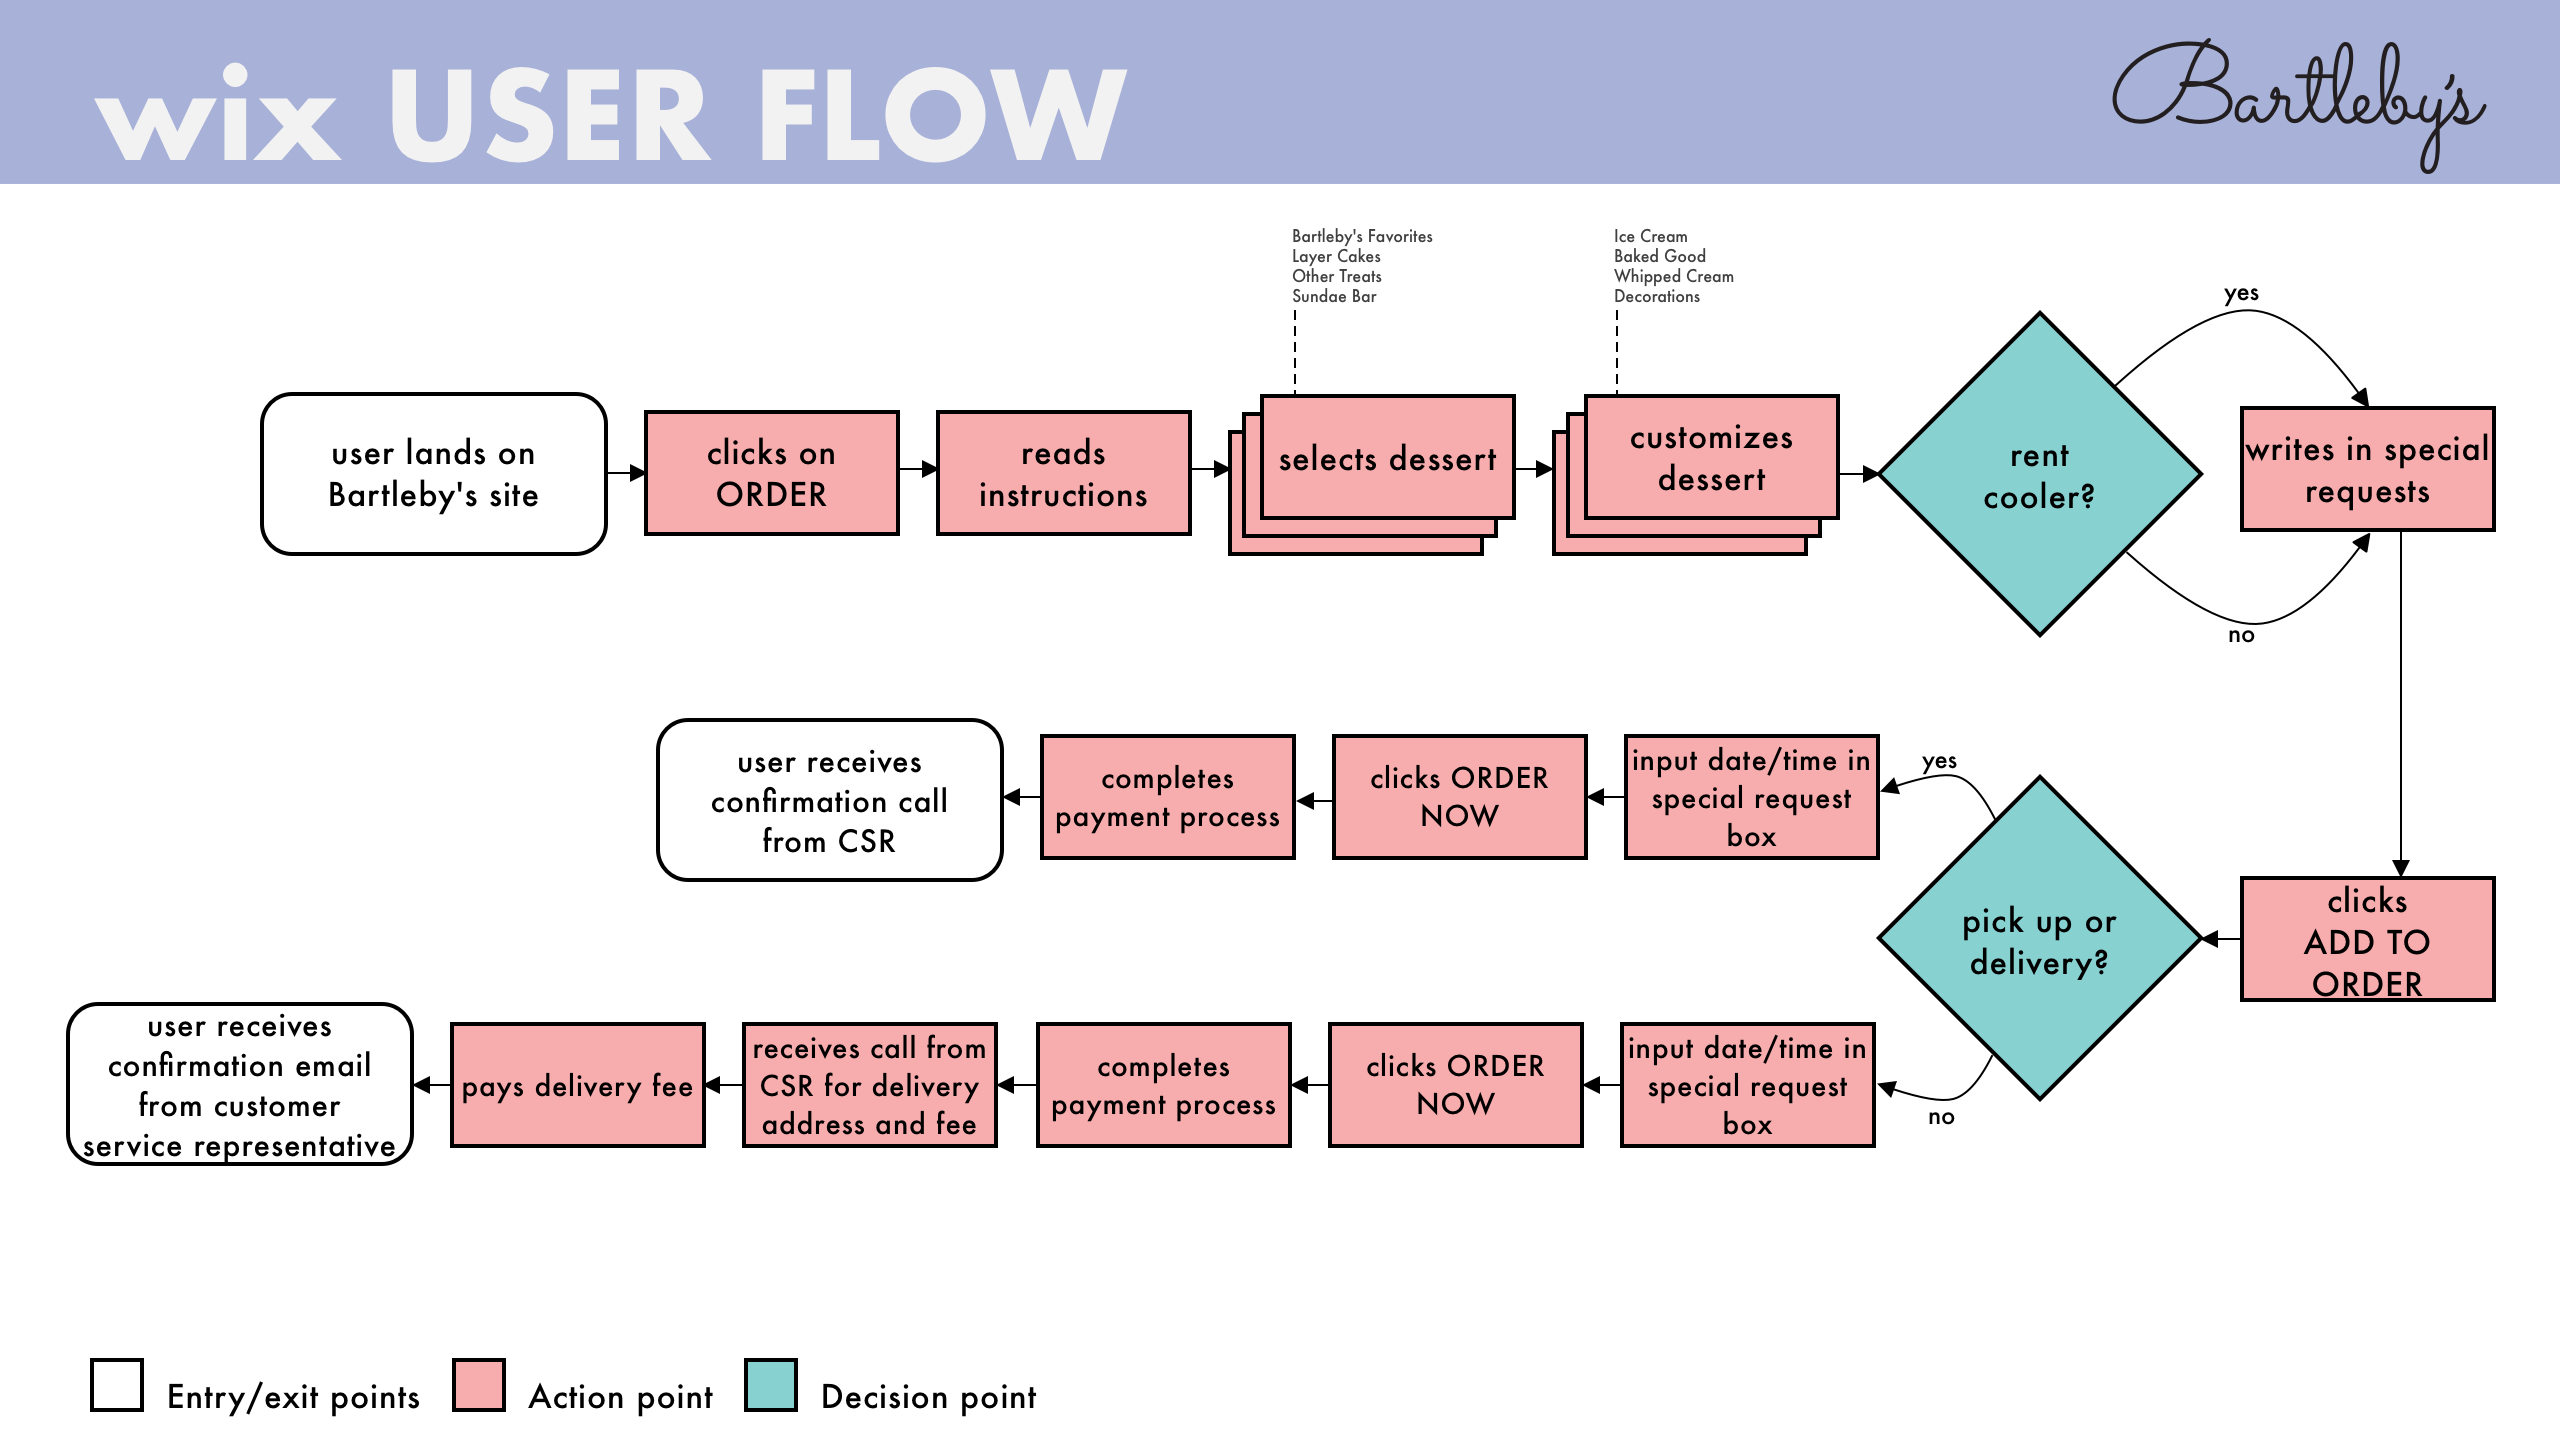 wix USER FLOW
Bartleby's
Bartleby's Favorites
Layer Cakes
Other Treats
Sundae Bar
Ice Cream
Baked Good
Whipped Cream
Decorations
user lands on
Bartleby's site
clicks on
ORDER
reads
instructions
selects dessert
customizes
dessert
rent
cooler?
yes
no
writes in special
requests
clicks
ADD TO
ORDER
pick up or
delivery?
yes
input date/time in
special request
box
clicks ORDER
NOW
completes
payment process
user receives
confirmation call
from CSR
no
input date/time in
special request
box
clicks ORDER
NOW
completes
payment process
receives call from
CSR for delivery
address and fee
pays delivery fee
user receives
confirmation email
from customer
service representative
Entry/exit points
Action point
Decision point